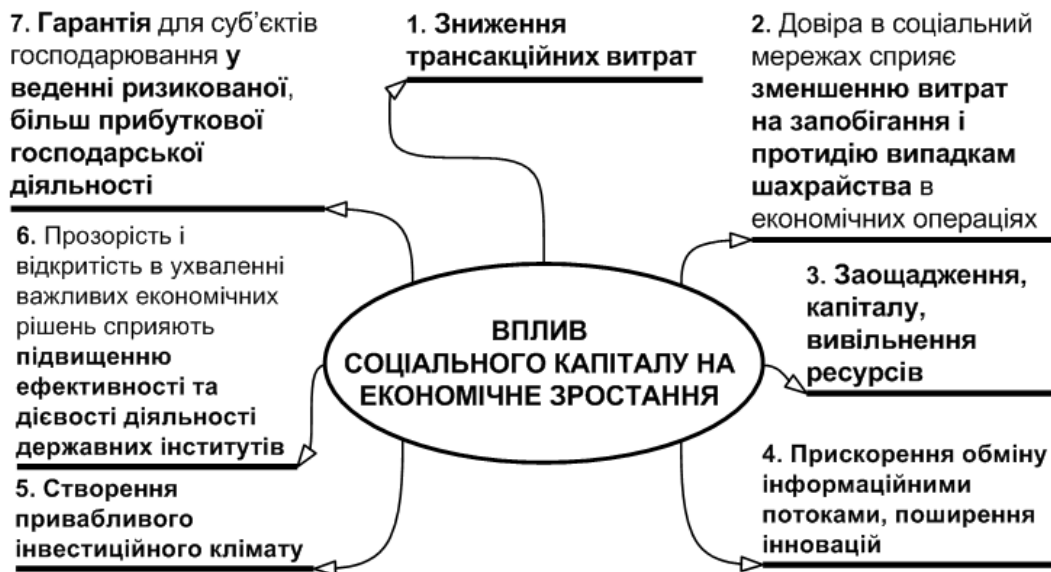 7. Гарантія для суб’єктів
господарювання у
веденні ризикованої,
більш прибуткової
господарської
діяльності
1. Зниження
трансакційних витрат
2. Довіра в соціальний
мережах сприяє
зменшенню витрат
на запобігання і
протидію випадкам
шахрайства в
економічних операціях
6. Прозорість і
відкритість в ухваленні
важливих економічних
рішень сприяють
підвищенню
ефективності та
дієвості діяльності
державних інститутів
ВПЛИВ
СОЦІАЛЬНОГО КАПІТАЛУ НА
ЕКОНОМІЧНЕ ЗРОСТАННЯ
3. Заощадження,
капіталу,
вивільнення
ресурсів
5. Створення
привабливого
інвестиційного клімату
4. Прискорення обміну
інформаційними
потоками, поширення
інновацій